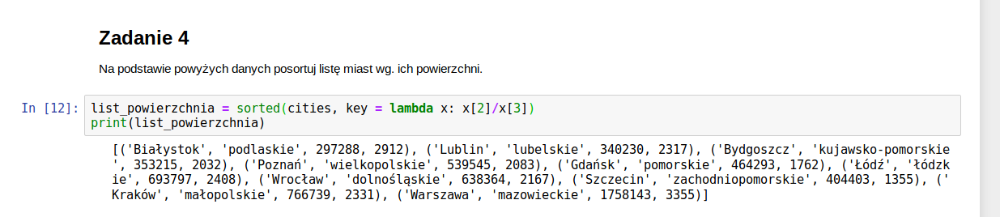 Zadanie 4
Na podstawie powyżych danych posortuj listę miast wg. ich powierzchni.
In [12]: list_powierzchnia = sorted(cities, key = lambda x: x[2]/x[3])
print(list_powierzchnia)
[('Białystok', 'podlaskie', 297288, 2912), ('Lublin', 'lubelskie', 340230, 2317), ('Bydgoszcz', 'kujawsko-pomorskie
', 353215, 2032), ('Poznań', 'wielkopolskie', 539545, 2083), ('Gdańsk', 'pomorskie', 464293, 1762), ('Łódź', 'łódzk
ie', 693797, 2408), ('Wrocław', 'dolnośląskie', 638364, 2167), ('Szczecin', 'zachodniopomorskie', 404403, 1355), ('
Kraków', 'małopolskie', 766739, 2331), ('Warszawa', 'mazowieckie', 1758143, 3355)]